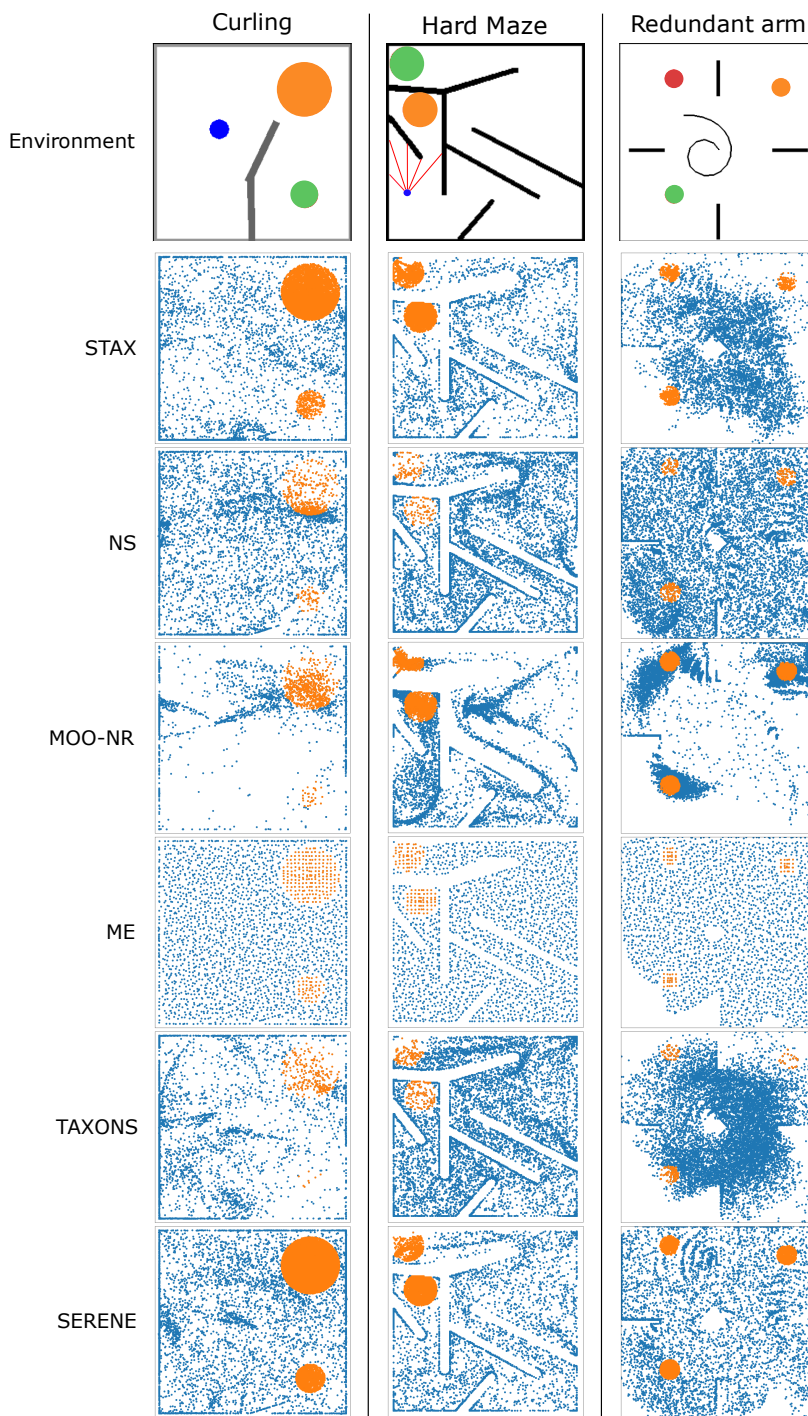 Curling
Hard Maze
Redundant arm
Environment
STAX
NS
MOO-NR
ME
TAXONS
SERENE